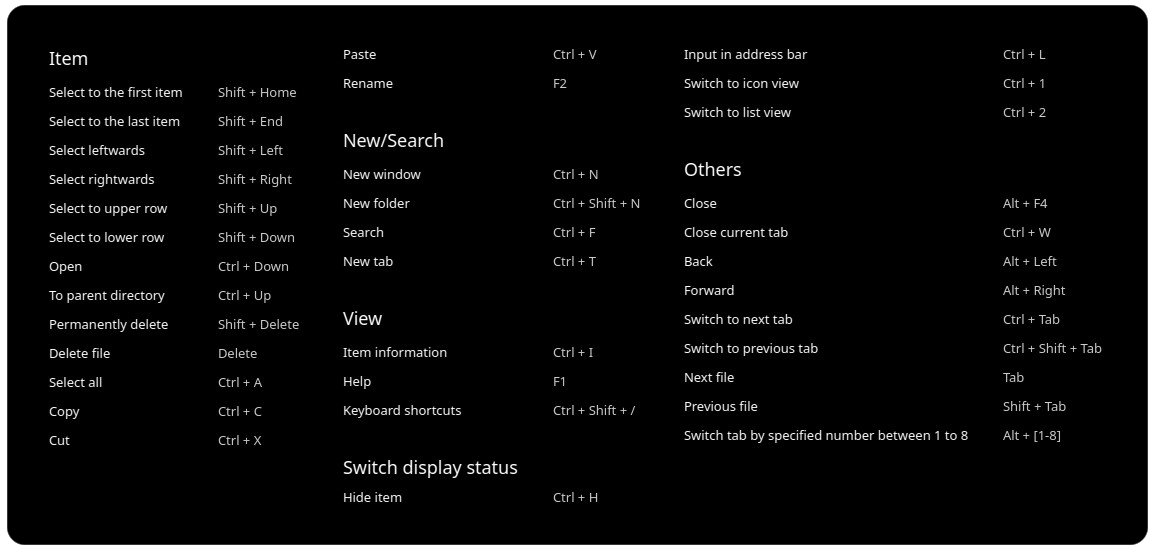 Item
Select to the first item Shift + Home
Select to the last item Shift + End
Select leftwards Shift + Left
Select rightwards Shift + Right
Select to upper row Shift + Up
Select to lower row Shift + Down
Open Ctrl + Down
To parent directory Ctrl + Up
Permanently delete Shift + Delete
Delete file Delete
Select all Ctrl + A
Copy Ctrl + C
Cut Ctrl + X
Paste Ctrl + V
Rename F2
New/Search
New window Ctrl + N
New folder Ctrl + Shift + N
Search Ctrl + F
New tab Ctrl + T
View
Item information Ctrl + I
Help F1
Keyboard shortcuts Ctrl + Shift + /
Switch display status
Hide item Ctrl + H
Input in address bar Ctrl + L
Switch to icon view Ctrl + 1
Switch to list view Ctrl + 2
Others
Close Alt + F4
Close current tab Ctrl + W
Back Alt + Left
Forward Alt + Right
Switch to next tab Ctrl + Tab
Switch to previous tab Ctrl + Shift + Tab
Next file Tab
Previous file Shift + Tab
Switch tab by specified number between 1 to 8 Alt + [1-8]